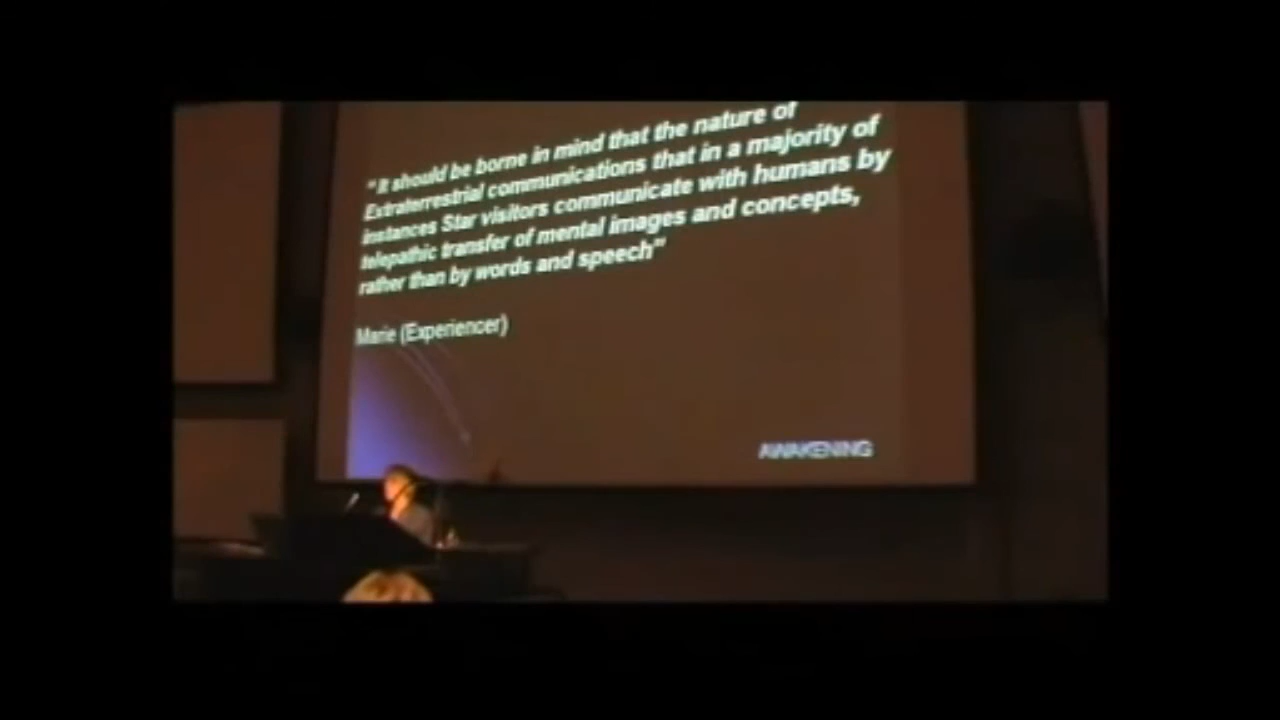 "It should be borne in mind that the nature of
Extraterrestrial communications that in a majority of
instances Star visitors communicate with humans by
telepathic transfer of mental images and concepts,
rather than by words and speech"
Marie (Experiencer)
AWAKENING